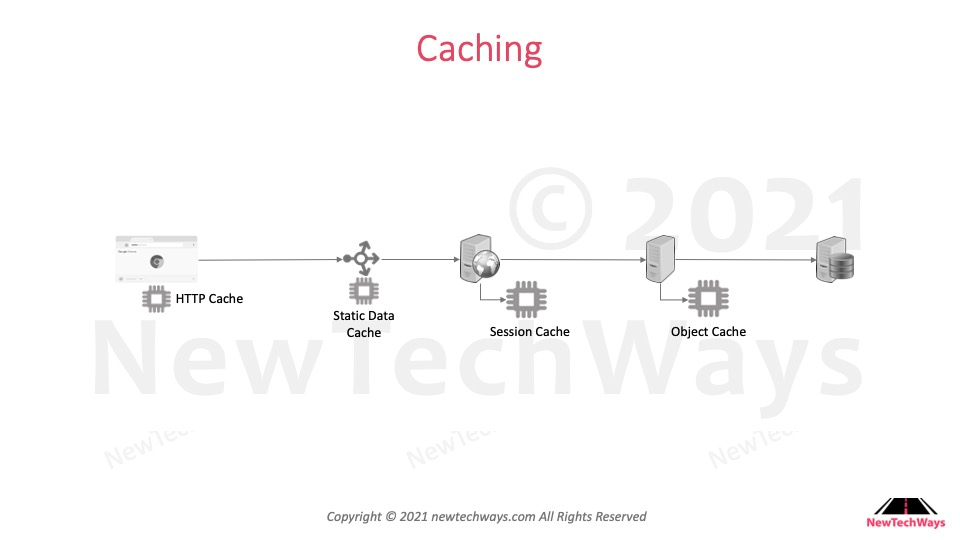 Caching
© 2021
HTTP Cache
Static Data
Cache
Session Cache
Object Cache
NewTechWays
NewTec
NewTec
NewTec
Copyright © 2021 newtechways.com All Rights Reserved
NewTechWays